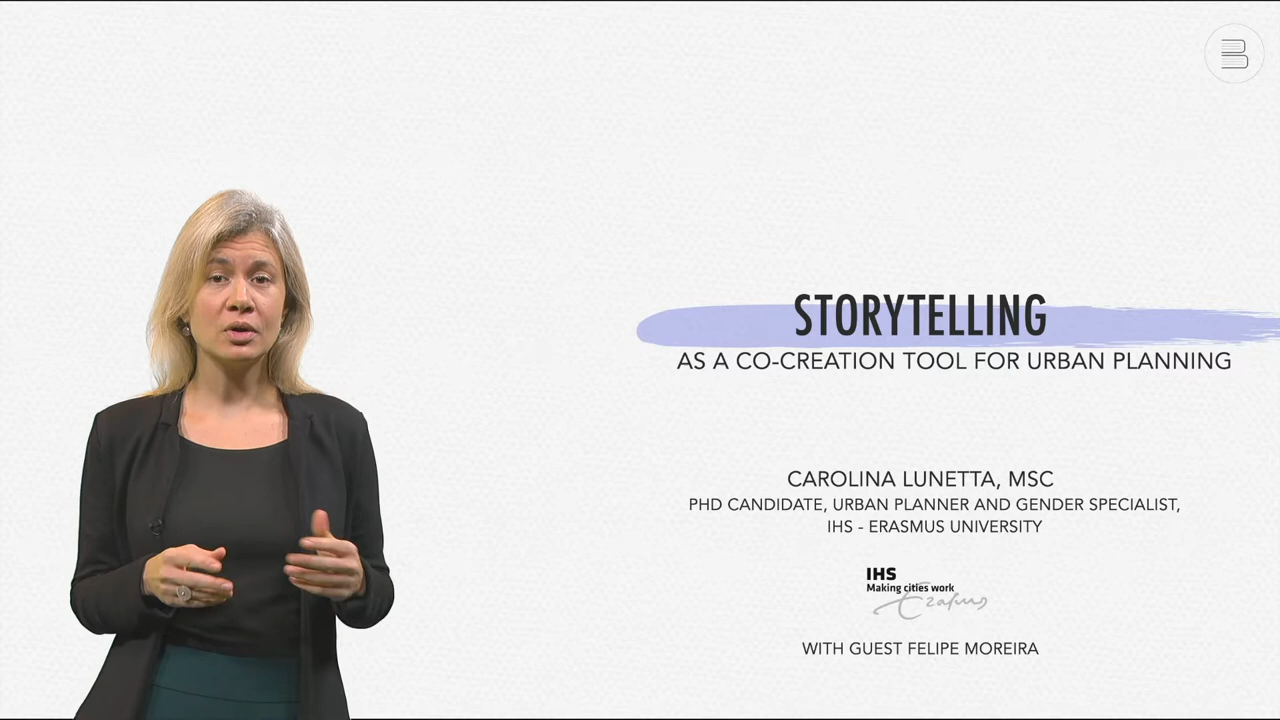 STORYTELLING
AS A CO-CREATION TOOL FOR URBAN PLANNING
CAROLINA LUNETTA, MSC
PHD CANDIDATE, URBAN PLANNER AND GENDER SPECIALIST,
IHS - ERASMUS UNIVERSITY
IHS
Making cities work
Erasmus
WITH GUEST FELIPE MOREIRA